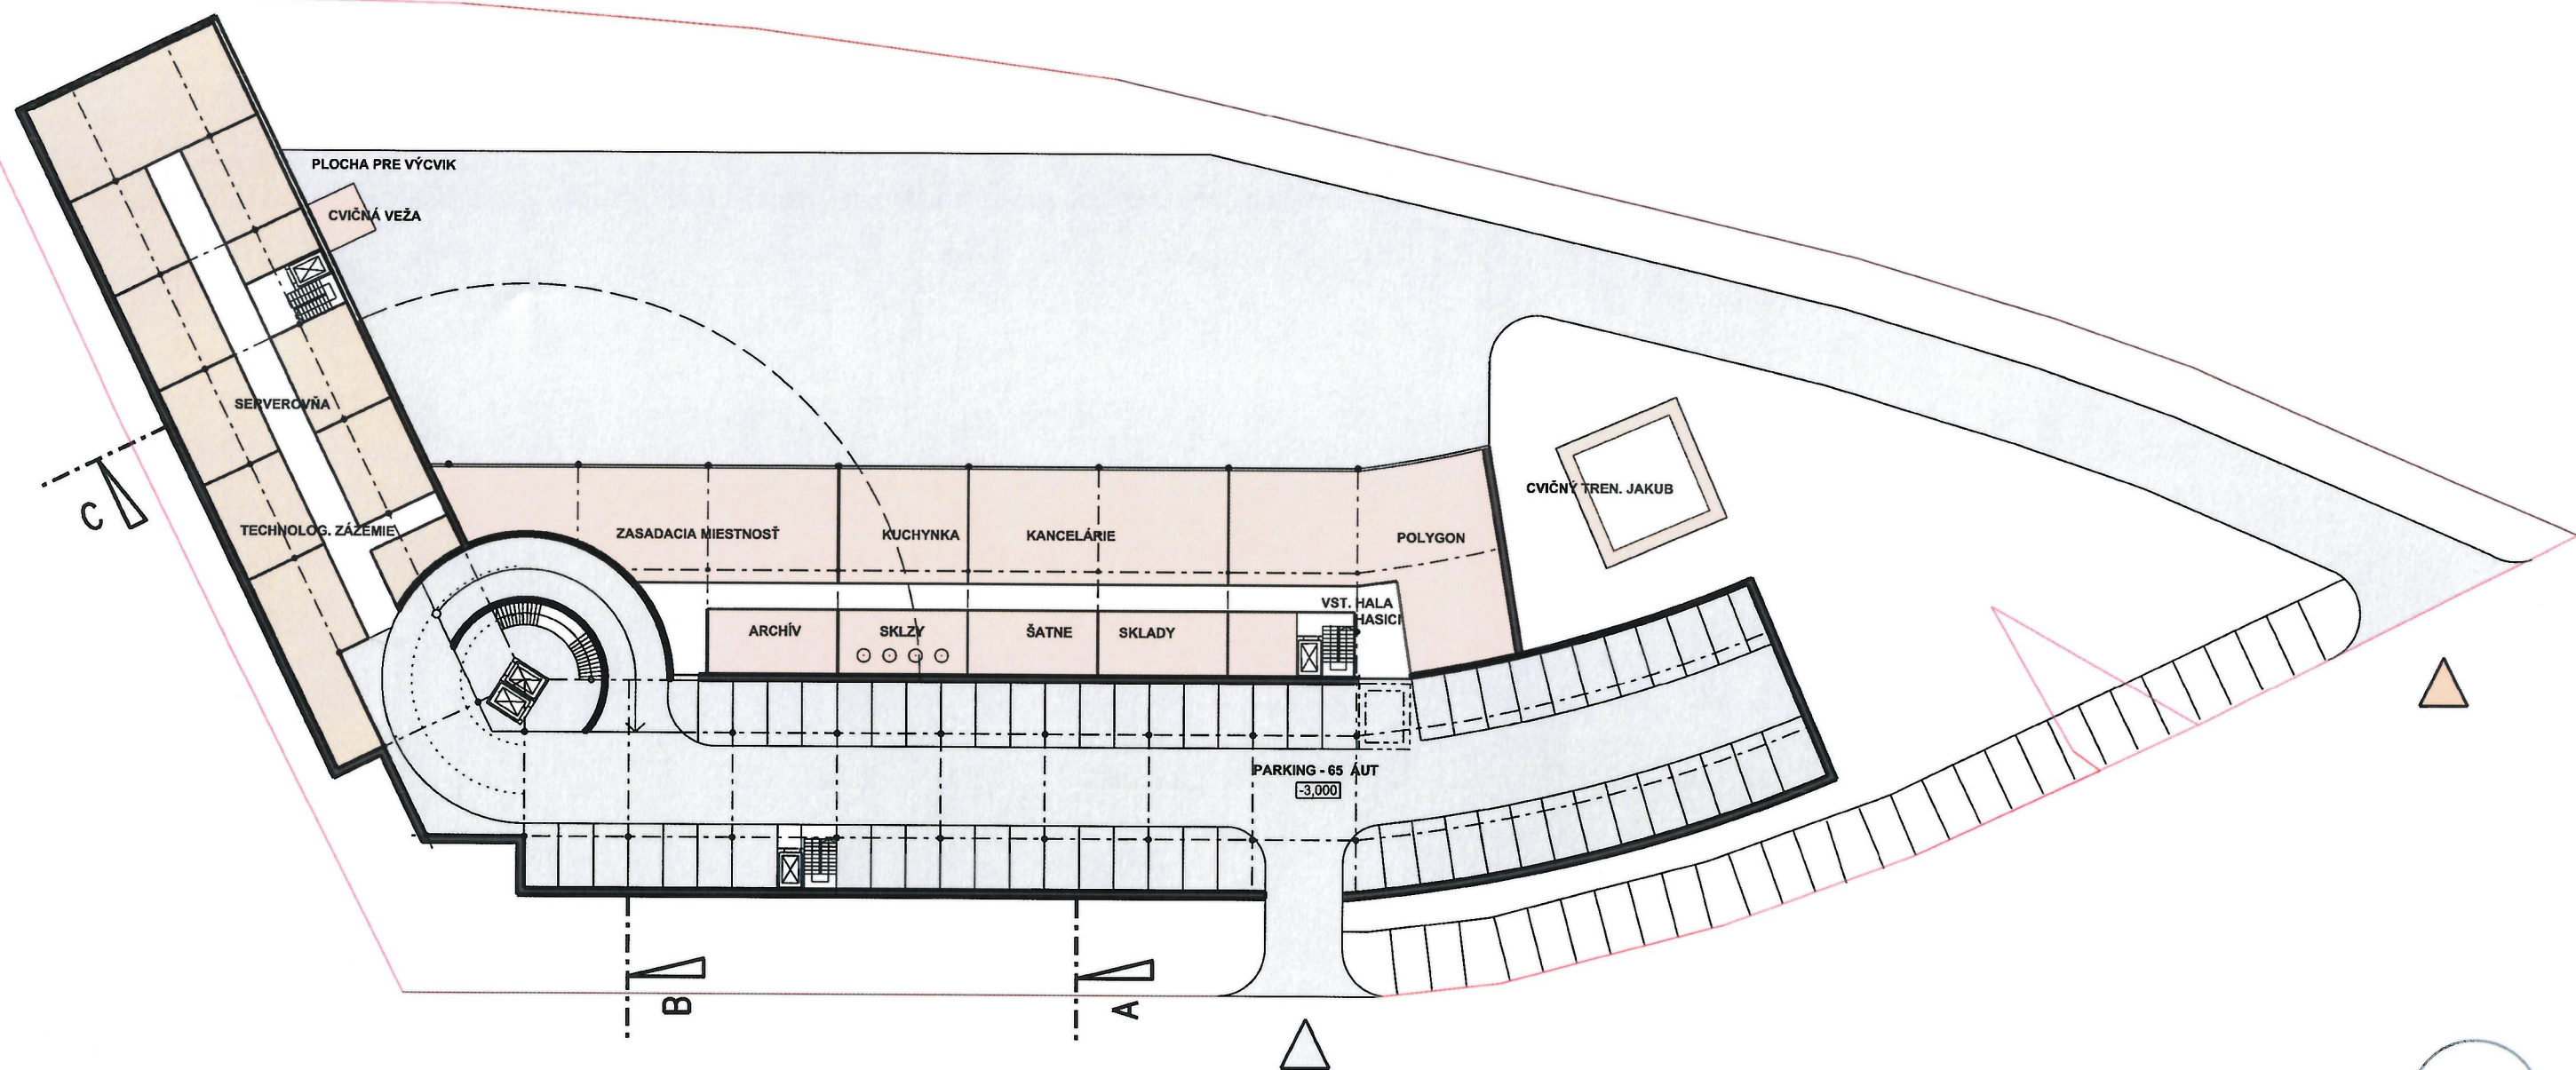 PLOCHA PRE VÝCVIK
CVIČNÁ VEŽA
SERVEROVŇA
CVIČNÝ TREN. JAKUB
C
TECHNOLOG. ZÁZEMIE
ZASADACIA MIESTNOSŤ
KUCHYNKA
KANCELÁRIE
POLYGON
VST. HALA
HASIČI
ARCHÍV
SKLZY
ŠATNE
SKLADY
PARKING - 65 ÁUT
-3,000
B
A